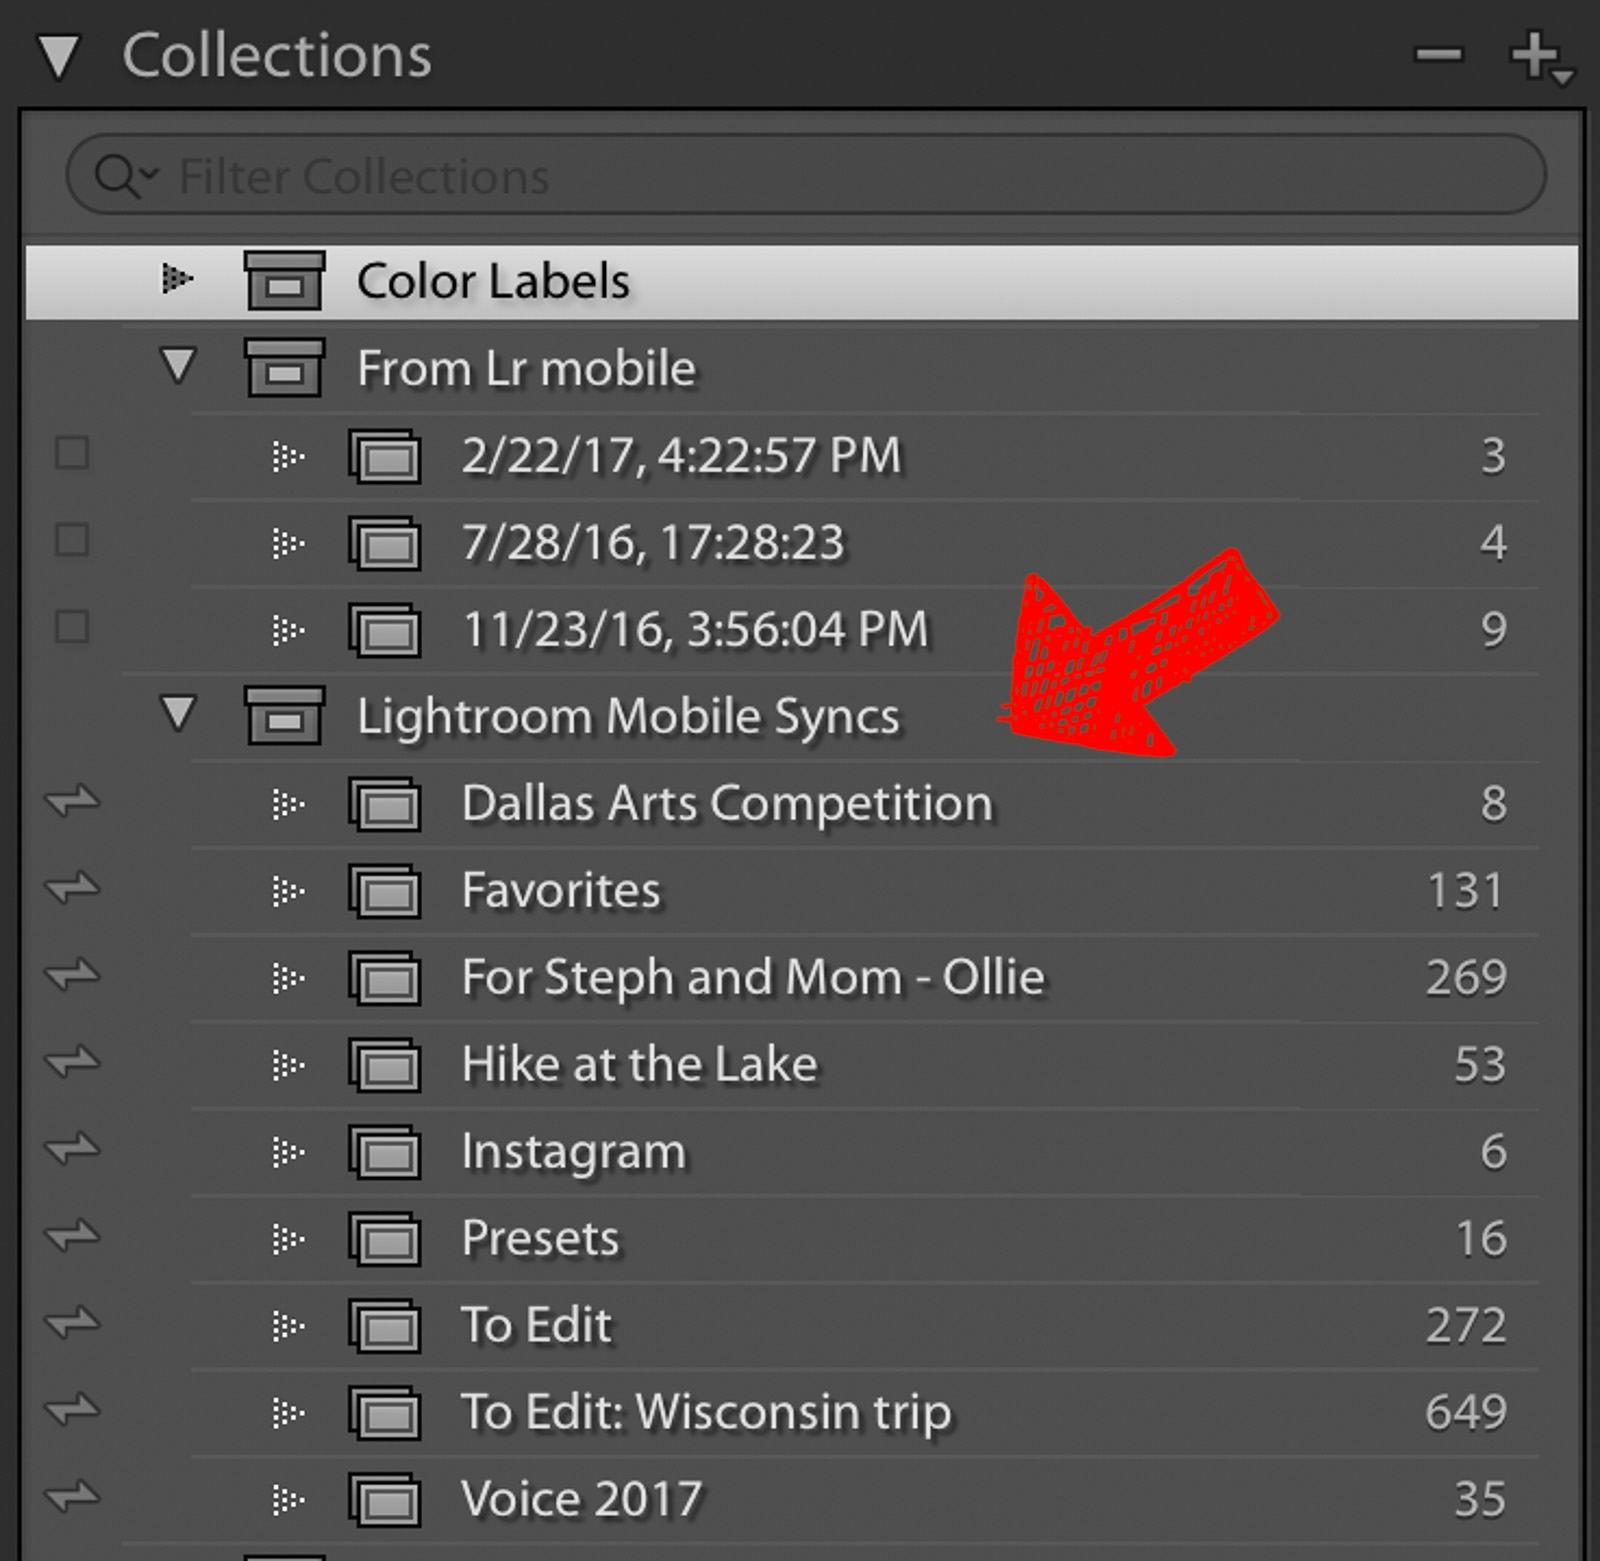 Collections
Filter Collections
Color Labels
From Lr mobile
2/22/17, 4:22:57 PM 3
7/28/16, 17:28:23 4
11/23/16, 3:56:04 PM 9
Lightroom Mobile Syncs
Dallas Arts Competition 8
Favorites 131
For Steph and Mom - Ollie 269
Hike at the Lake 53
Instagram 6
Presets 16
To Edit 272
To Edit: Wisconsin trip 649
Voice 2017 35